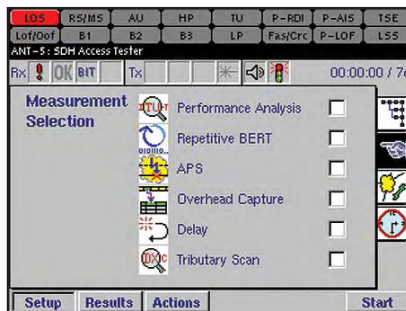 LOS RS/MS AU HP TU P-RDI P-AIS TSE
Lof/Oof B1 B2 B3 LP Fas/Crc P-LOF LSS
ANT-5 : SDH Access Tester
Rx OK BIT Tx 00:00:00 / 7d
Measurement Selection
Performance Analysis
Repetitive BERT
APS
Overhead Capture
Delay
Tributary Scan
Setup Results Actions Start